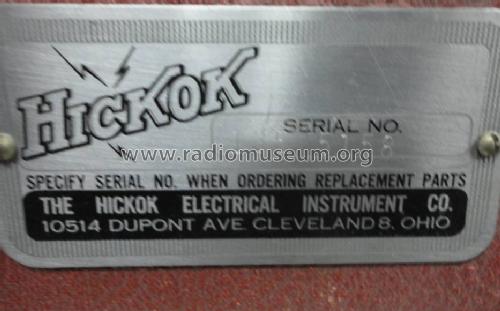 HICKOK
SERIAL NO.
www.radiomuseum.org
SPECIFY SERIAL NO. WHEN ORDERING REPLACEMENT PARTS
THE HICKOK ELECTRICAL INSTRUMENT CO.
10514 DUPONT AVE. CLEVELAND 8, OHIO